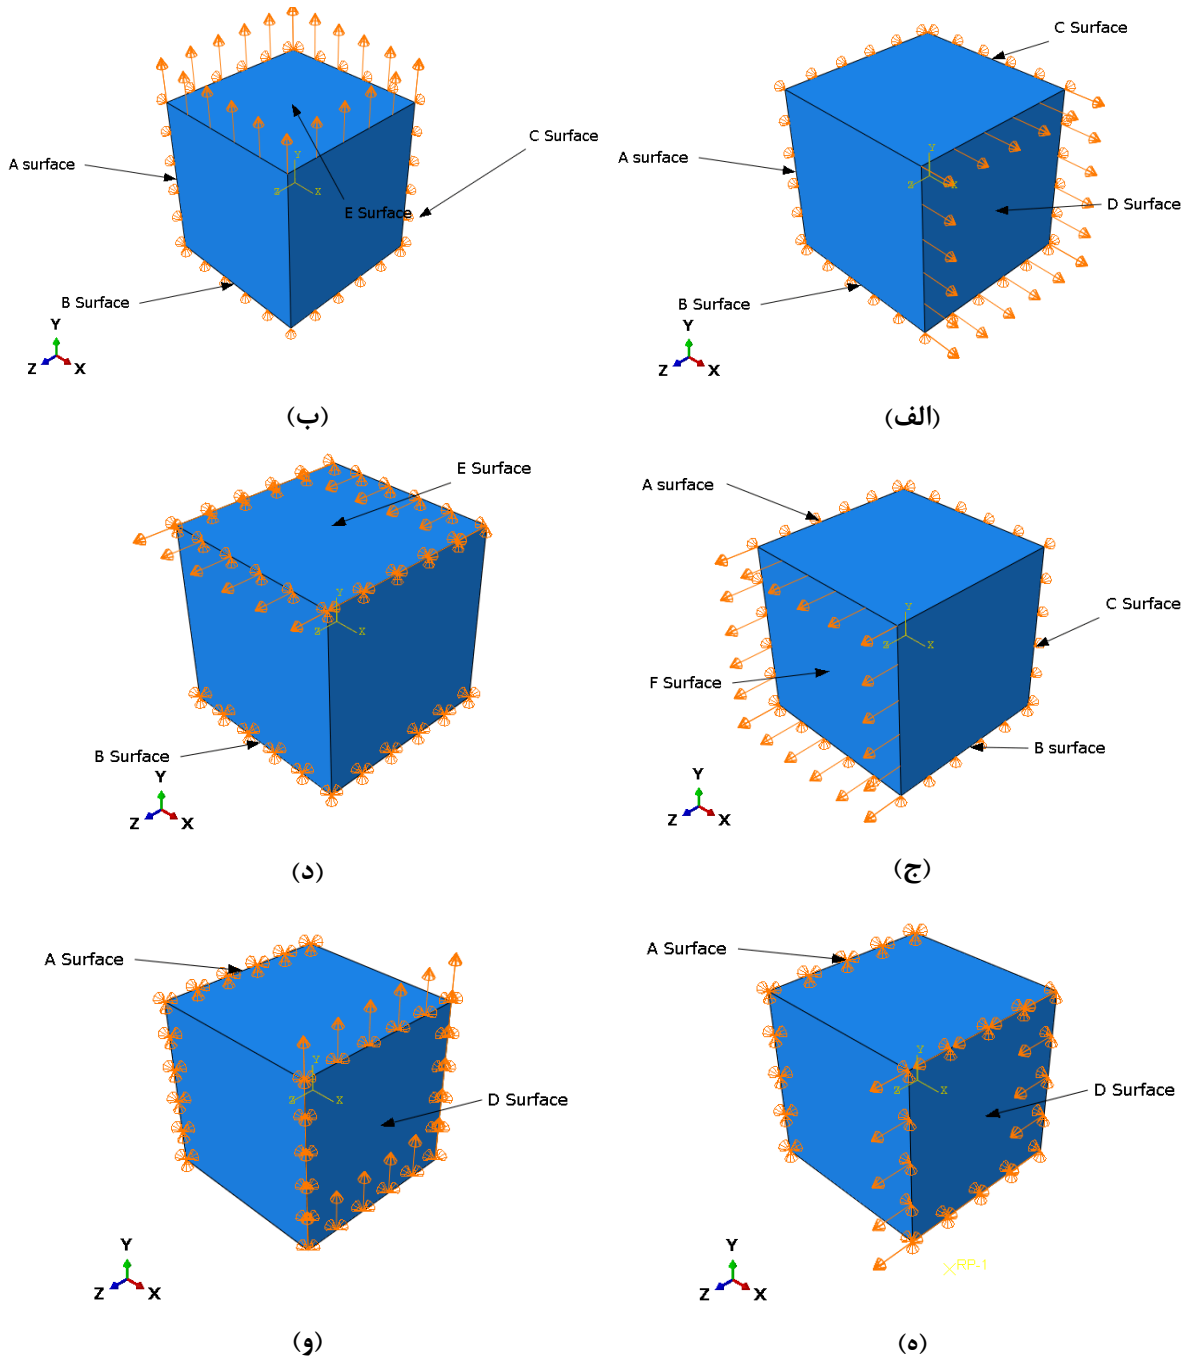 C Surface
A surface
D Surface
B Surface
Y
Z
X
Y
Z X
(الف)
A surface
C Surface
E Surface
B Surface
Y
Z
X
Y
Z X
(ب)
A surface
C Surface
F Surface
B surface
Y
Z
X
Y
Z X
(ج)
E Surface
B Surface
Y
Z
X
Y
Z X
(د)
A Surface
D Surface
Y
RP-1
Y
Z X
(ه)
A Surface
D Surface
Y
Z
X
Y
Z X
(و)